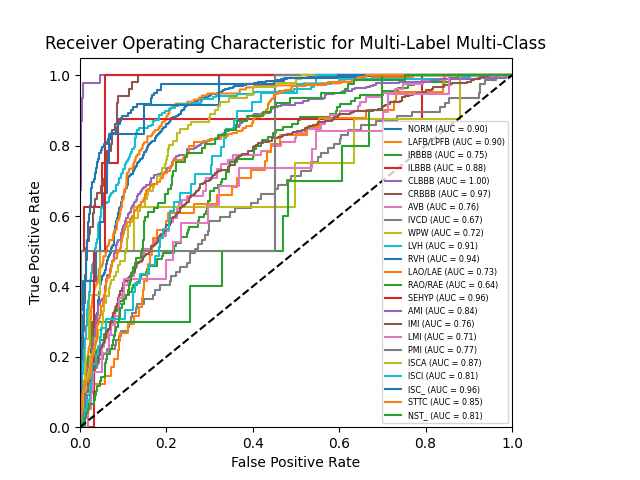 Receiver Operating Characteristic for Multi-Label Multi-Class
True Positive Rate
1.0
0.8
0.6
0.4
0.2
0.0
NORM (AUC = 0.90)
LAFB/LPFB (AUC = 0.90)
IRBBB (AUC = 0.75)
ILBBB (AUC = 0.88)
CLBBB (AUC = 1.00)
CRBBB (AUC = 0.97)
AVB (AUC = 0.76)
IVCD (AUC = 0.67)
WPW (AUC = 0.72)
LVH (AUC = 0.91)
RVH (AUC = 0.94)
LAO/LAE (AUC = 0.73)
RAO/RAE (AUC = 0.64)
SEHYP (AUC = 0.96)
AMI (AUC = 0.84)
IMI (AUC = 0.76)
LMI (AUC = 0.71)
PMI (AUC = 0.77)
ISCA (AUC = 0.87)
ISCI (AUC = 0.81)
ISC_ (AUC = 0.96)
STTC (AUC = 0.85)
NST_ (AUC = 0.81)
0.0 0.2 0.4 0.6 0.8 1.0
False Positive Rate